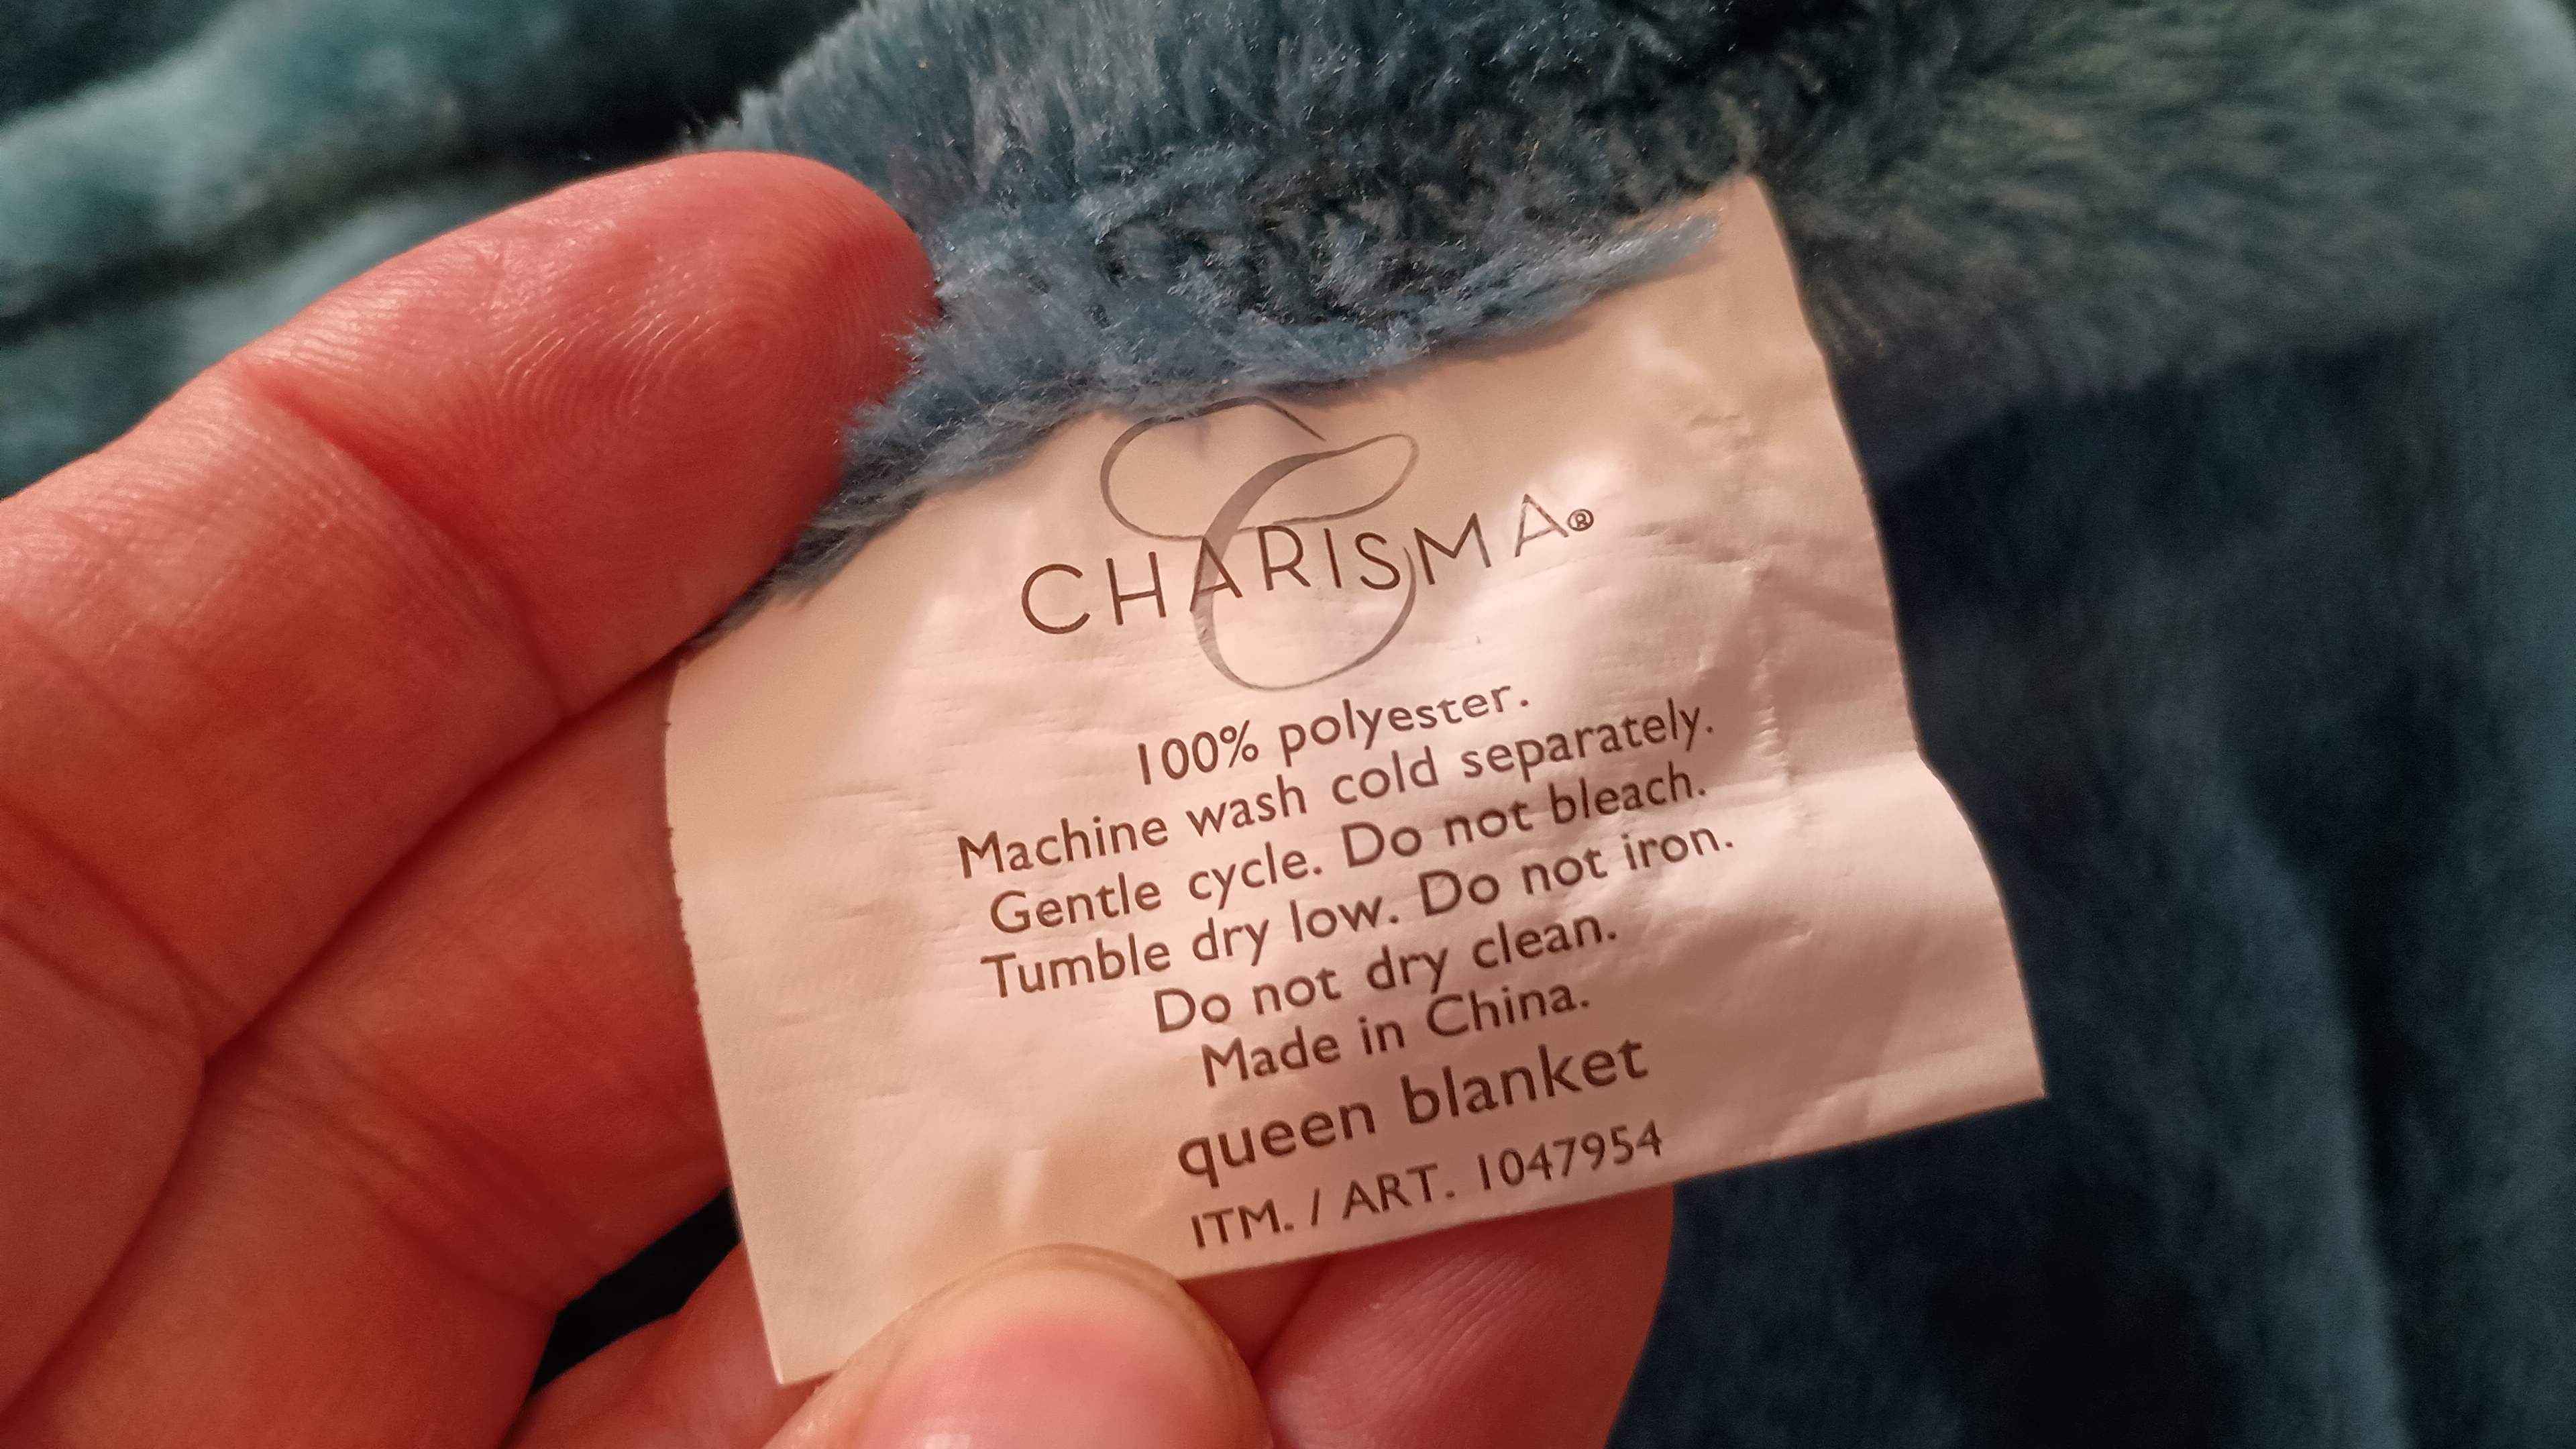 CHARISMA®
100% polyester.
Machine wash cold separately.
Gentle cycle. Do not bleach.
Tumble dry low. Do not iron.
Do not dry clean.
Made in China.
queen blanket
ITM. / ART. 1047954